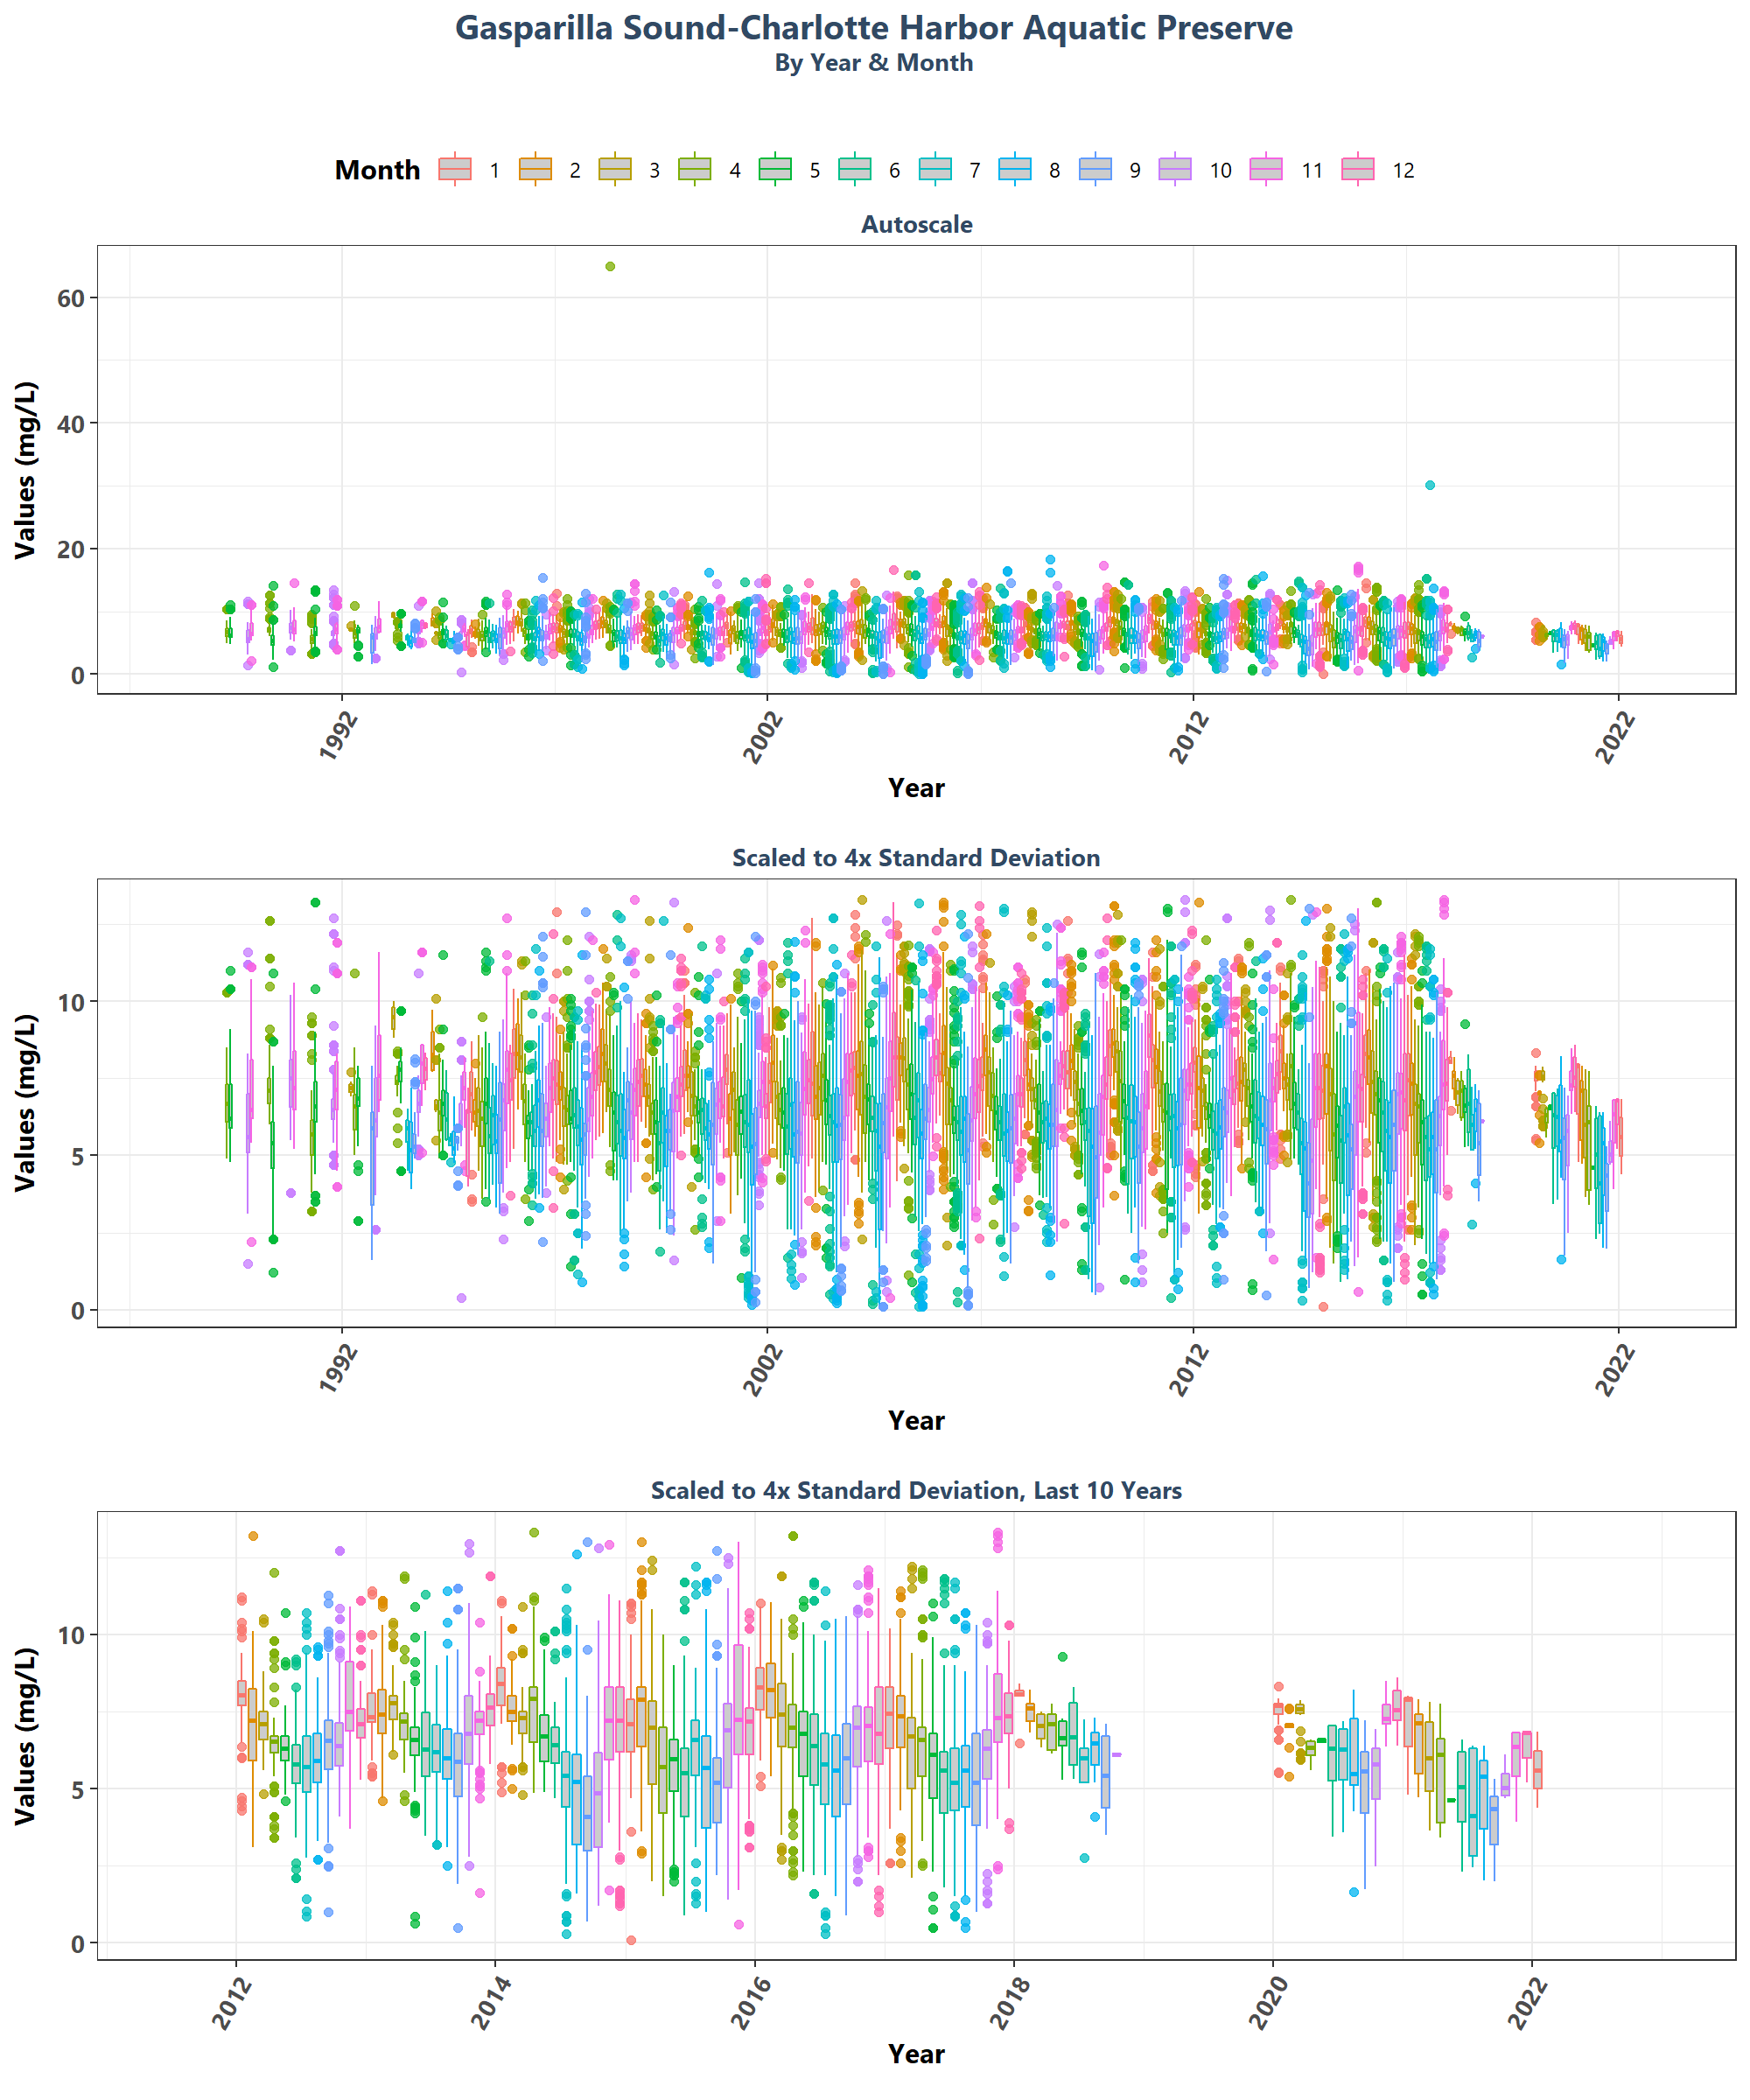 Gasparilla Sound-Charlotte Harbor Aquatic Preserve
By Year & Month
Month 1 2 3 4 5 6 7 8 9 10 11 12
Autoscale
Values (mg/L)
60
40
20
0
1992 2002 2012 2022
Year
Scaled to 4x Standard Deviation
Values (mg/L)
10
5
0
1992 2002 2012 2022
Year
Scaled to 4x Standard Deviation, Last 10 Years
Values (mg/L)
10
5
0
2012 2014 2016 2018 2020 2022
Year